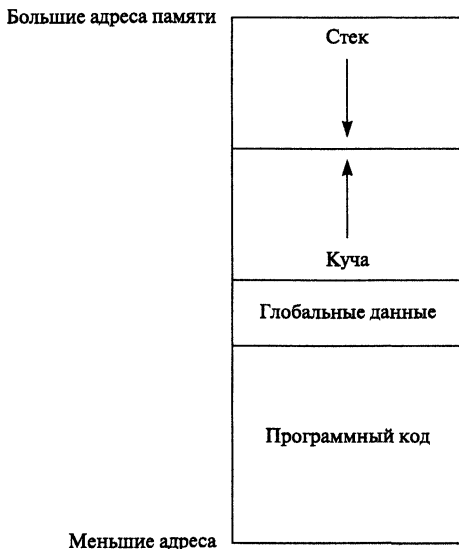 Большие адреса памяти
Стек
Куча
Глобальные данные
Программный код
Меньшие адреса